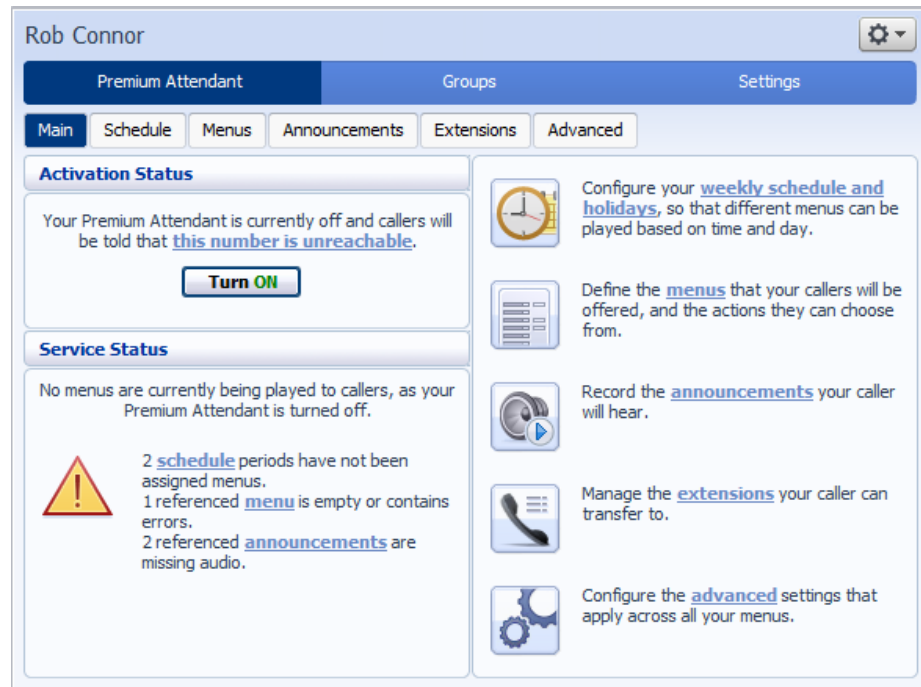 Rob Connor
Premium Attendant
Groups
Settings
Main
Schedule
Menus
Announcements
Extensions
Advanced
Activation Status
Your Premium Attendant is currently off and callers will
be told that this number is unreachable.
Turn ON
Service Status
No menus are currently being played to callers, as your
Premium Attendant is turned off.
2 schedule periods have not been
assigned menus.
1 referenced menu is empty or contains
errors.
2 referenced announcements are
missing audio.
Configure your weekly schedule and
holidays, so that different menus can be
played based on time and day.
Define the menus that your callers will be
offered, and the actions they can choose
from.
Record the announcements your caller
will hear.
Manage the extensions your caller can
transfer to.
Configure the advanced settings that
apply across all your menus.